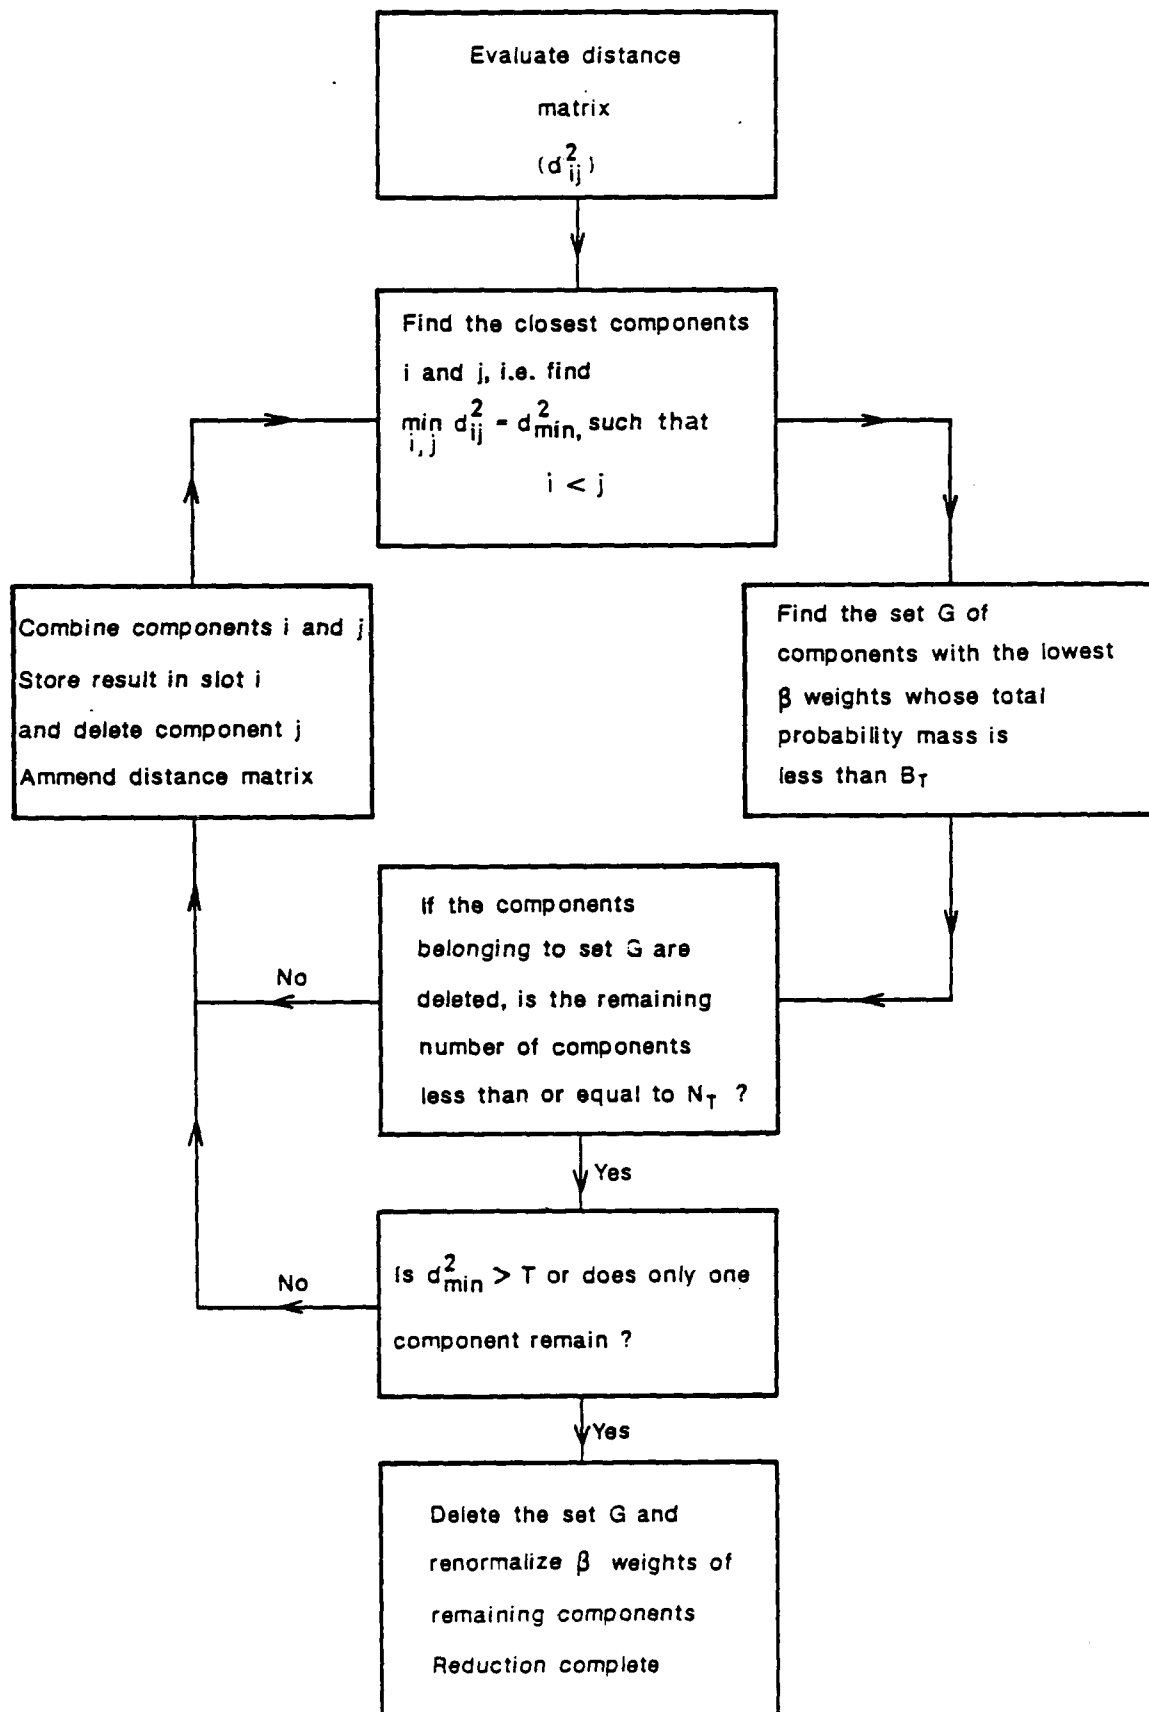 Evaluate distance
matrix
(d²ij)
Find the closest components
i and j, i.e. find
min i, j d²ij = d²min, such that
i < j
Combine components i and j
Store result in slot i
and delete component j
Ammend distance matrix
Find the set G of
components with the lowest
β weights whose total
probability mass is
less than B_T
If the components
belonging to set G are
deleted, is the remaining
number of components
less than or equal to N_T ?
No
Yes
Is d²min > T or does only one
component remain ?
No
Yes
Delete the set G and
renormalize β weights of
remaining components
Reduction complete